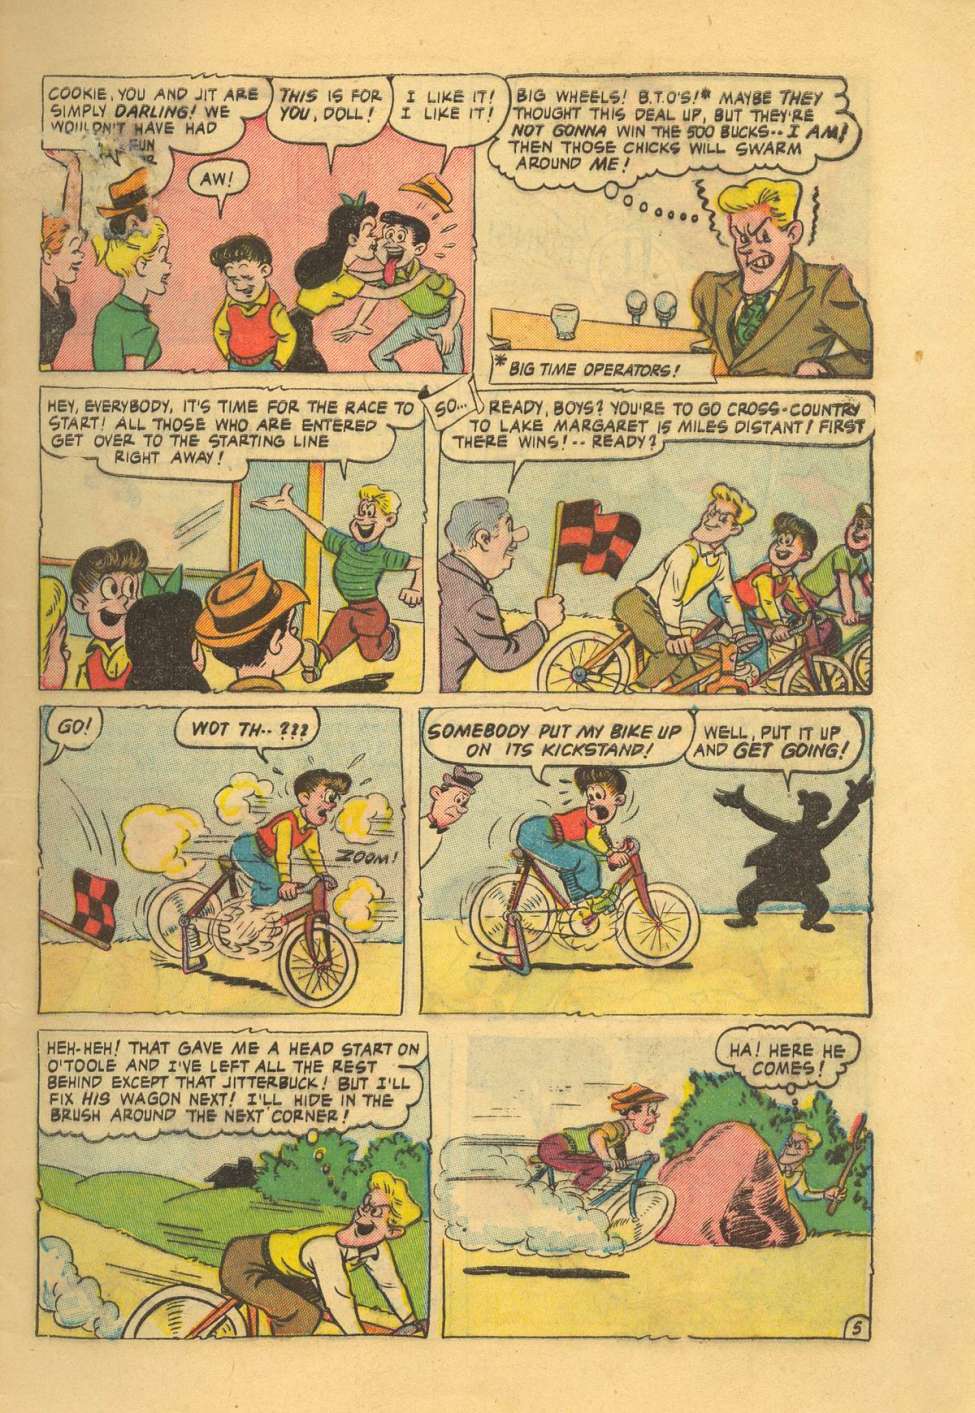 COOKIE, YOU AND JIT ARE
SIMPLY DARLING! WE
WOULDN'T HAVE HAD
FUN
AW!
THIS IS FOR
YOU, DOLL!
I LIKE IT!
I LIKE IT!
BIG WHEELS! B.T.O'S!* MAYBE THEY
THOUGHT THIS DEAL UP, BUT THEY'RE
NOT GONNA WIN THE 500 BUCKS-- I AM!
THEN THOSE CHICKS WILL SWARM
AROUND ME!
*BIG TIME OPERATORS!
HEY, EVERYBODY, IT'S TIME FOR THE RACE TO
START! ALL THOSE WHO ARE ENTERED
GET OVER TO THE STARTING LINE
RIGHT AWAY!
SO...
READY, BOYS? YOU'RE TO GO CROSS-COUNTRY
TO LAKE MARGARET 15 MILES DISTANT! FIRST
THERE WINS!-- READY?
GO!
WOT TH-- ???
ZOOM!
SOMEBODY PUT MY BIKE UP
ON ITS KICKSTAND!
WELL, PUT IT UP
AND GET GOING!
HEH-HEH! THAT GAVE ME A HEAD START ON
O'TOOLE AND I'VE LEFT ALL THE REST
BEHIND EXCEPT THAT JITTERBUCK! BUT I'LL
FIX HIS WAGON NEXT! I'LL HIDE IN THE
BRUSH AROUND THE NEXT CORNER!
HA! HERE HE
COMES!
5